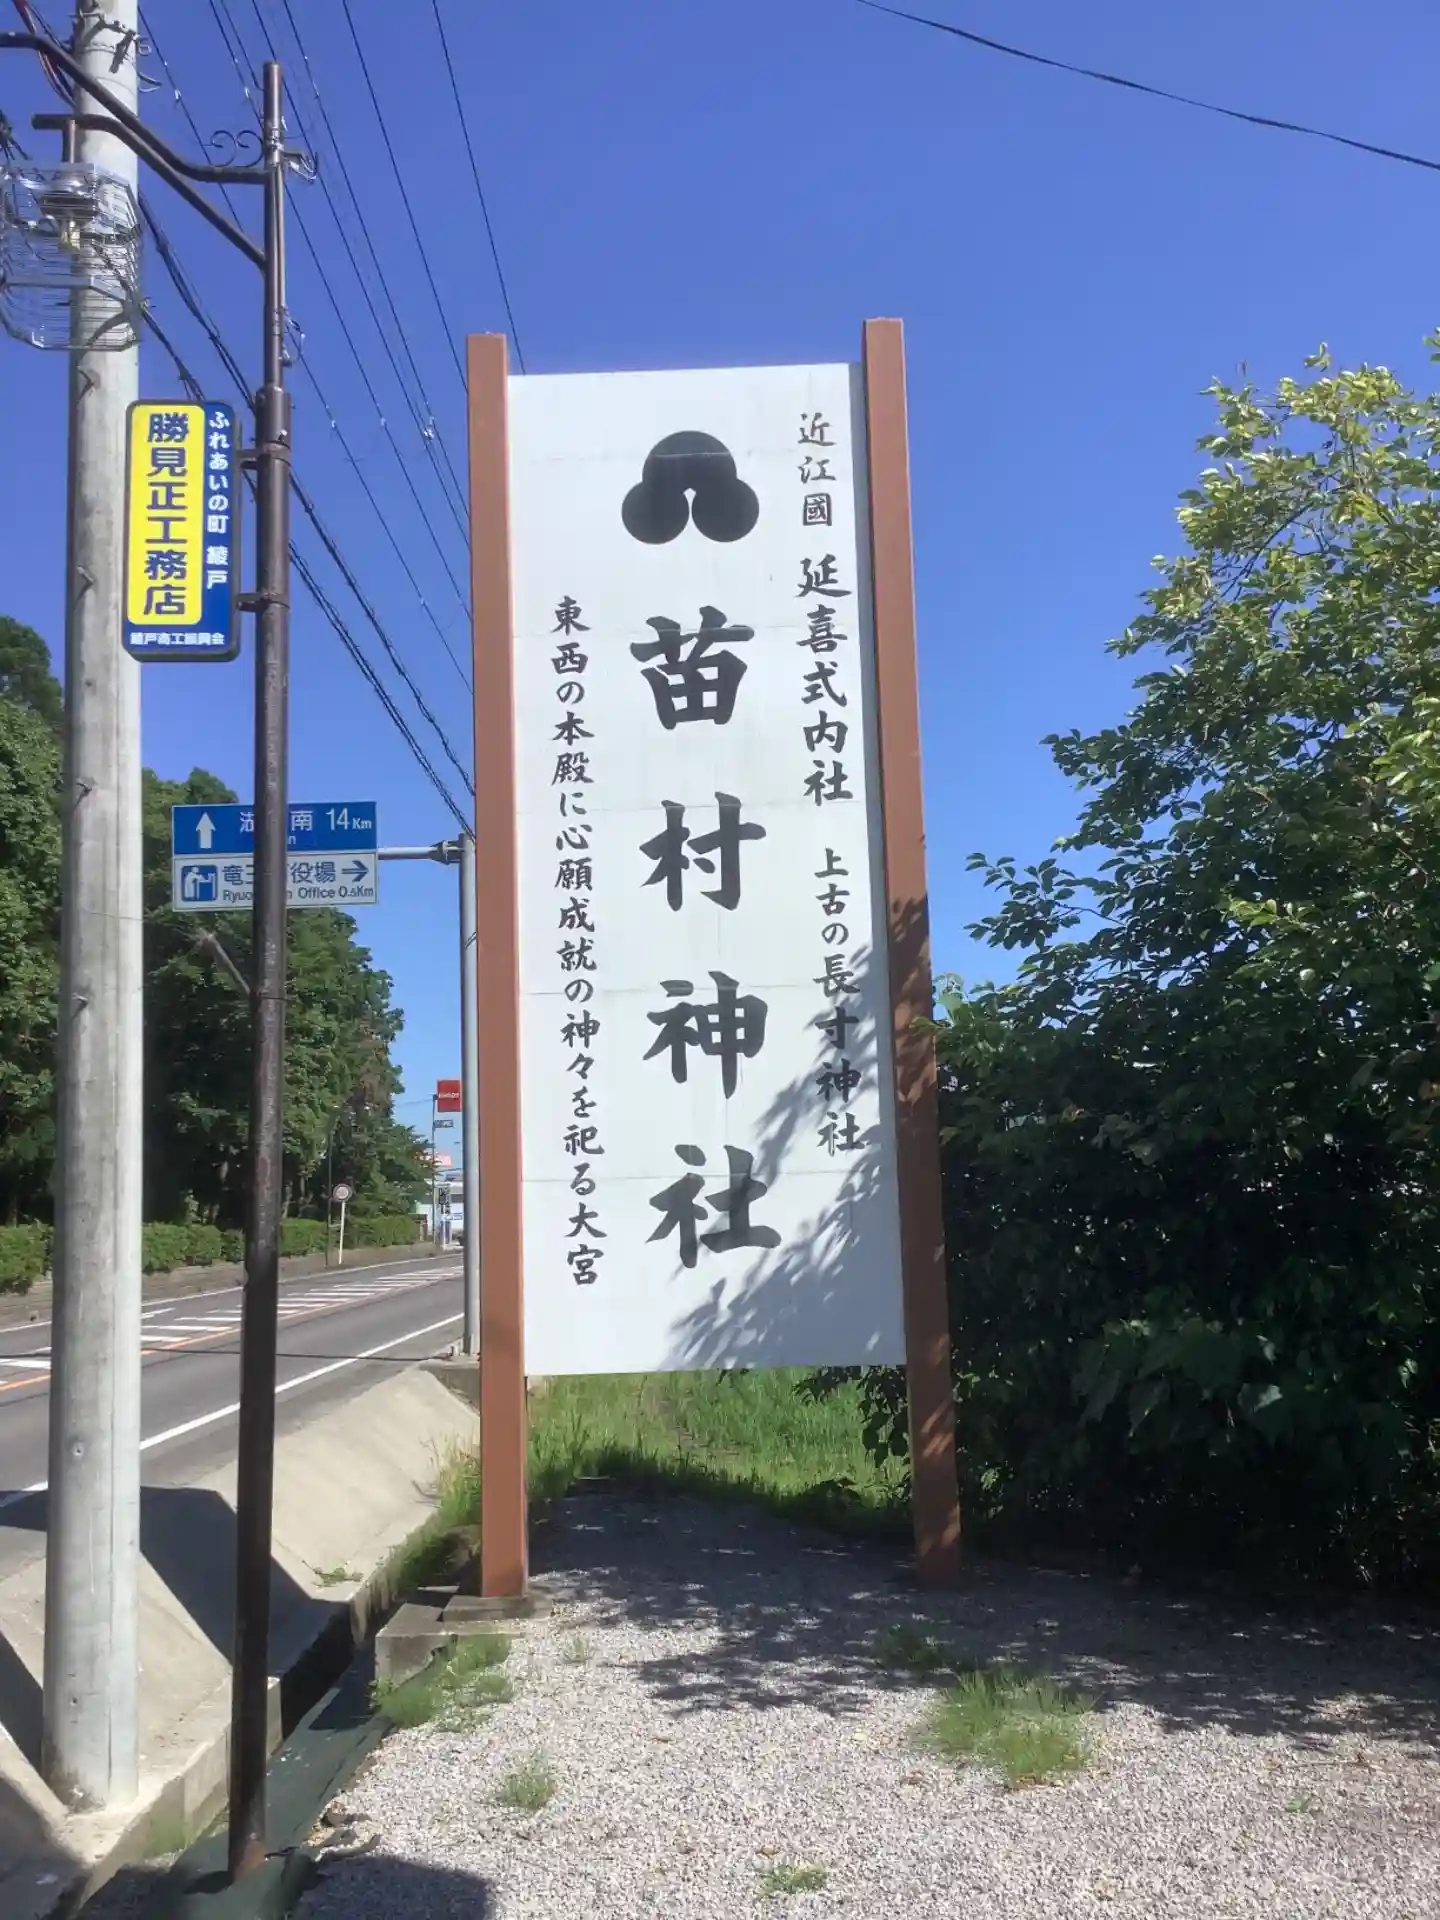 近江國 延喜式内社 上古の長寸神社
苗村神社
東西の本殿に心願成就の神々を祀る大宮
ふれあいの町 綾戸
勝見正工務店
綾戸商工振興会
南 14Km
竜王 役場
Office 0.5Km